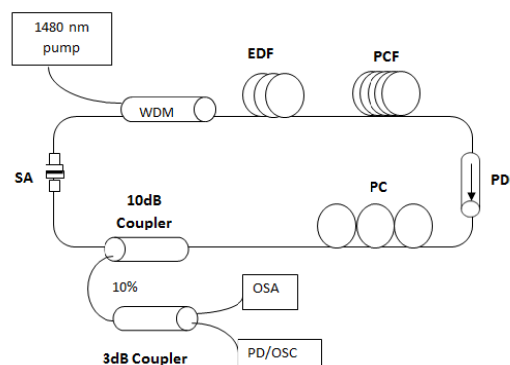 1480 nm
pump
EDF
PCF
WDM
SA
PD
10dB
Coupler
PC
10%
OSA
3dB Coupler
PD/OSC